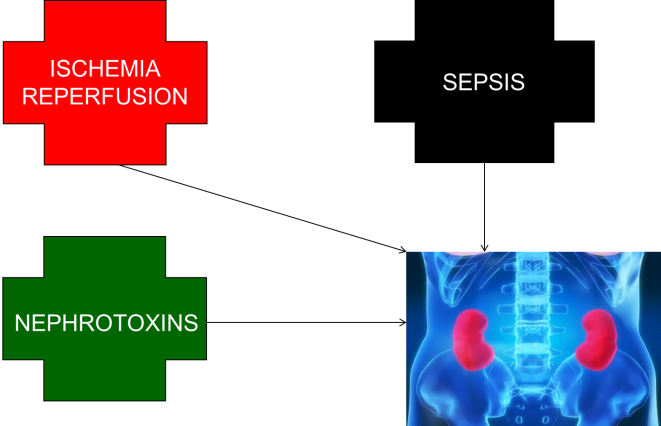 ISCHEMIA
REPERFUSION
SEPSIS
NEPHROTOXINS